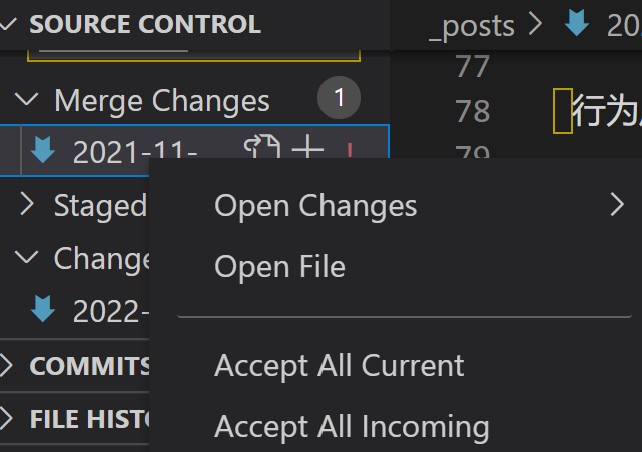 SOURCE CONTROL
_posts > 20
77
Merge Changes 1
78 行为
2021-11- !
79
Staged
Open Changes
Change
Open File
2022-
COMMITS
Accept All Current
FILE HISTO
Accept All Incoming